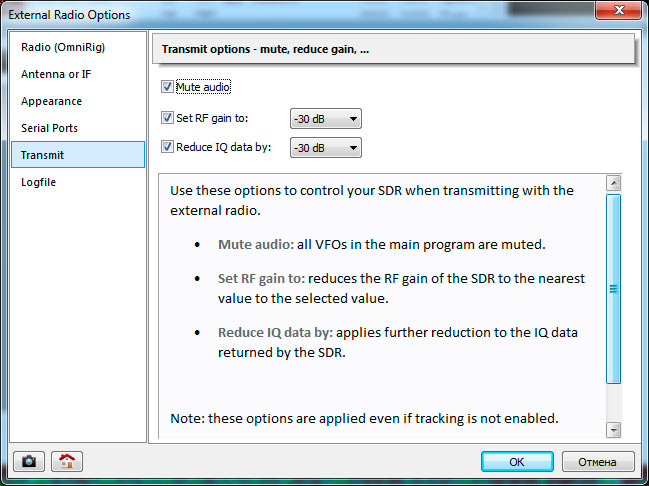 External Radio Options
Radio (OmniRig)
Antenna or IF
Appearance
Serial Ports
Transmit
Logfile
Transmit options - mute, reduce gain, ...
Mute audio
Set RF gain to: -30 dB
Reduce IQ data by: -30 dB
Use these options to control your SDR when transmitting with the
external radio.
• Mute audio: all VFOs in the main program are muted.
• Set RF gain to: reduces the RF gain of the SDR to the nearest
value to the selected value.
• Reduce IQ data by: applies further reduction to the IQ data
returned by the SDR.
Note: these options are applied even if tracking is not enabled.
OK
Отмена